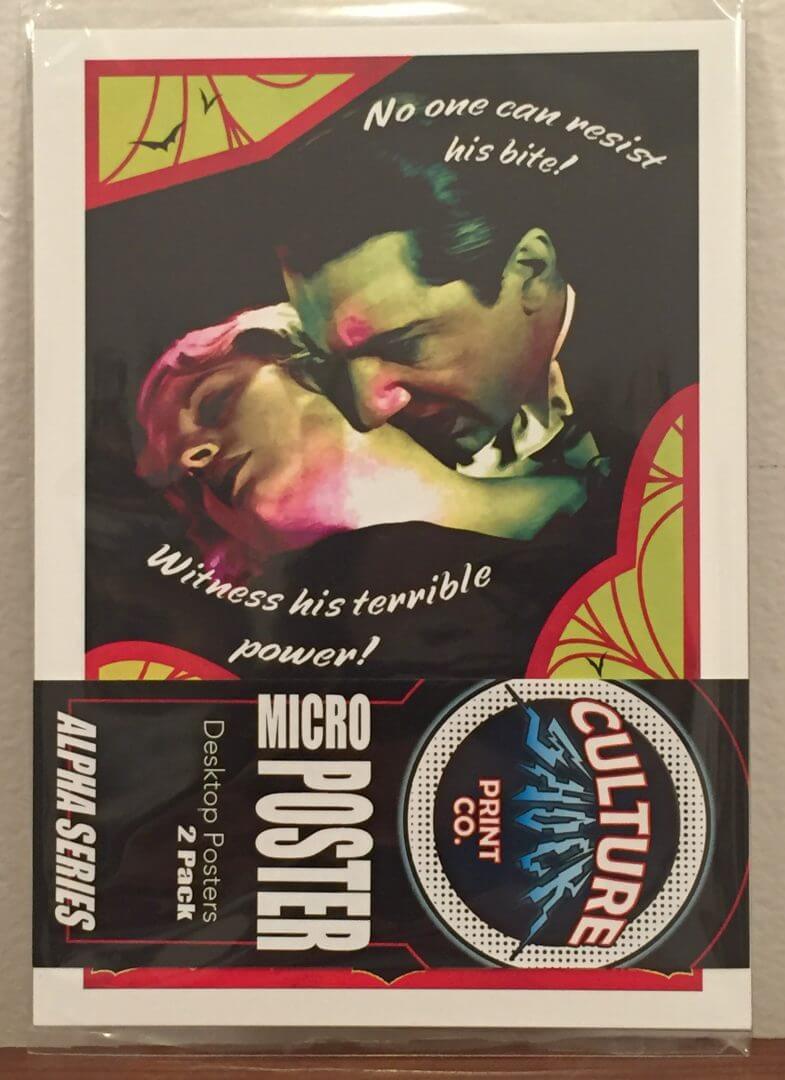 No one can resist
his bite!
Witness his terrible
power!
CULTURE
SHOCK
PRINT
CO.
MICRO
POSTER
Desktop Posters
2 Pack
ALPHA SERIES